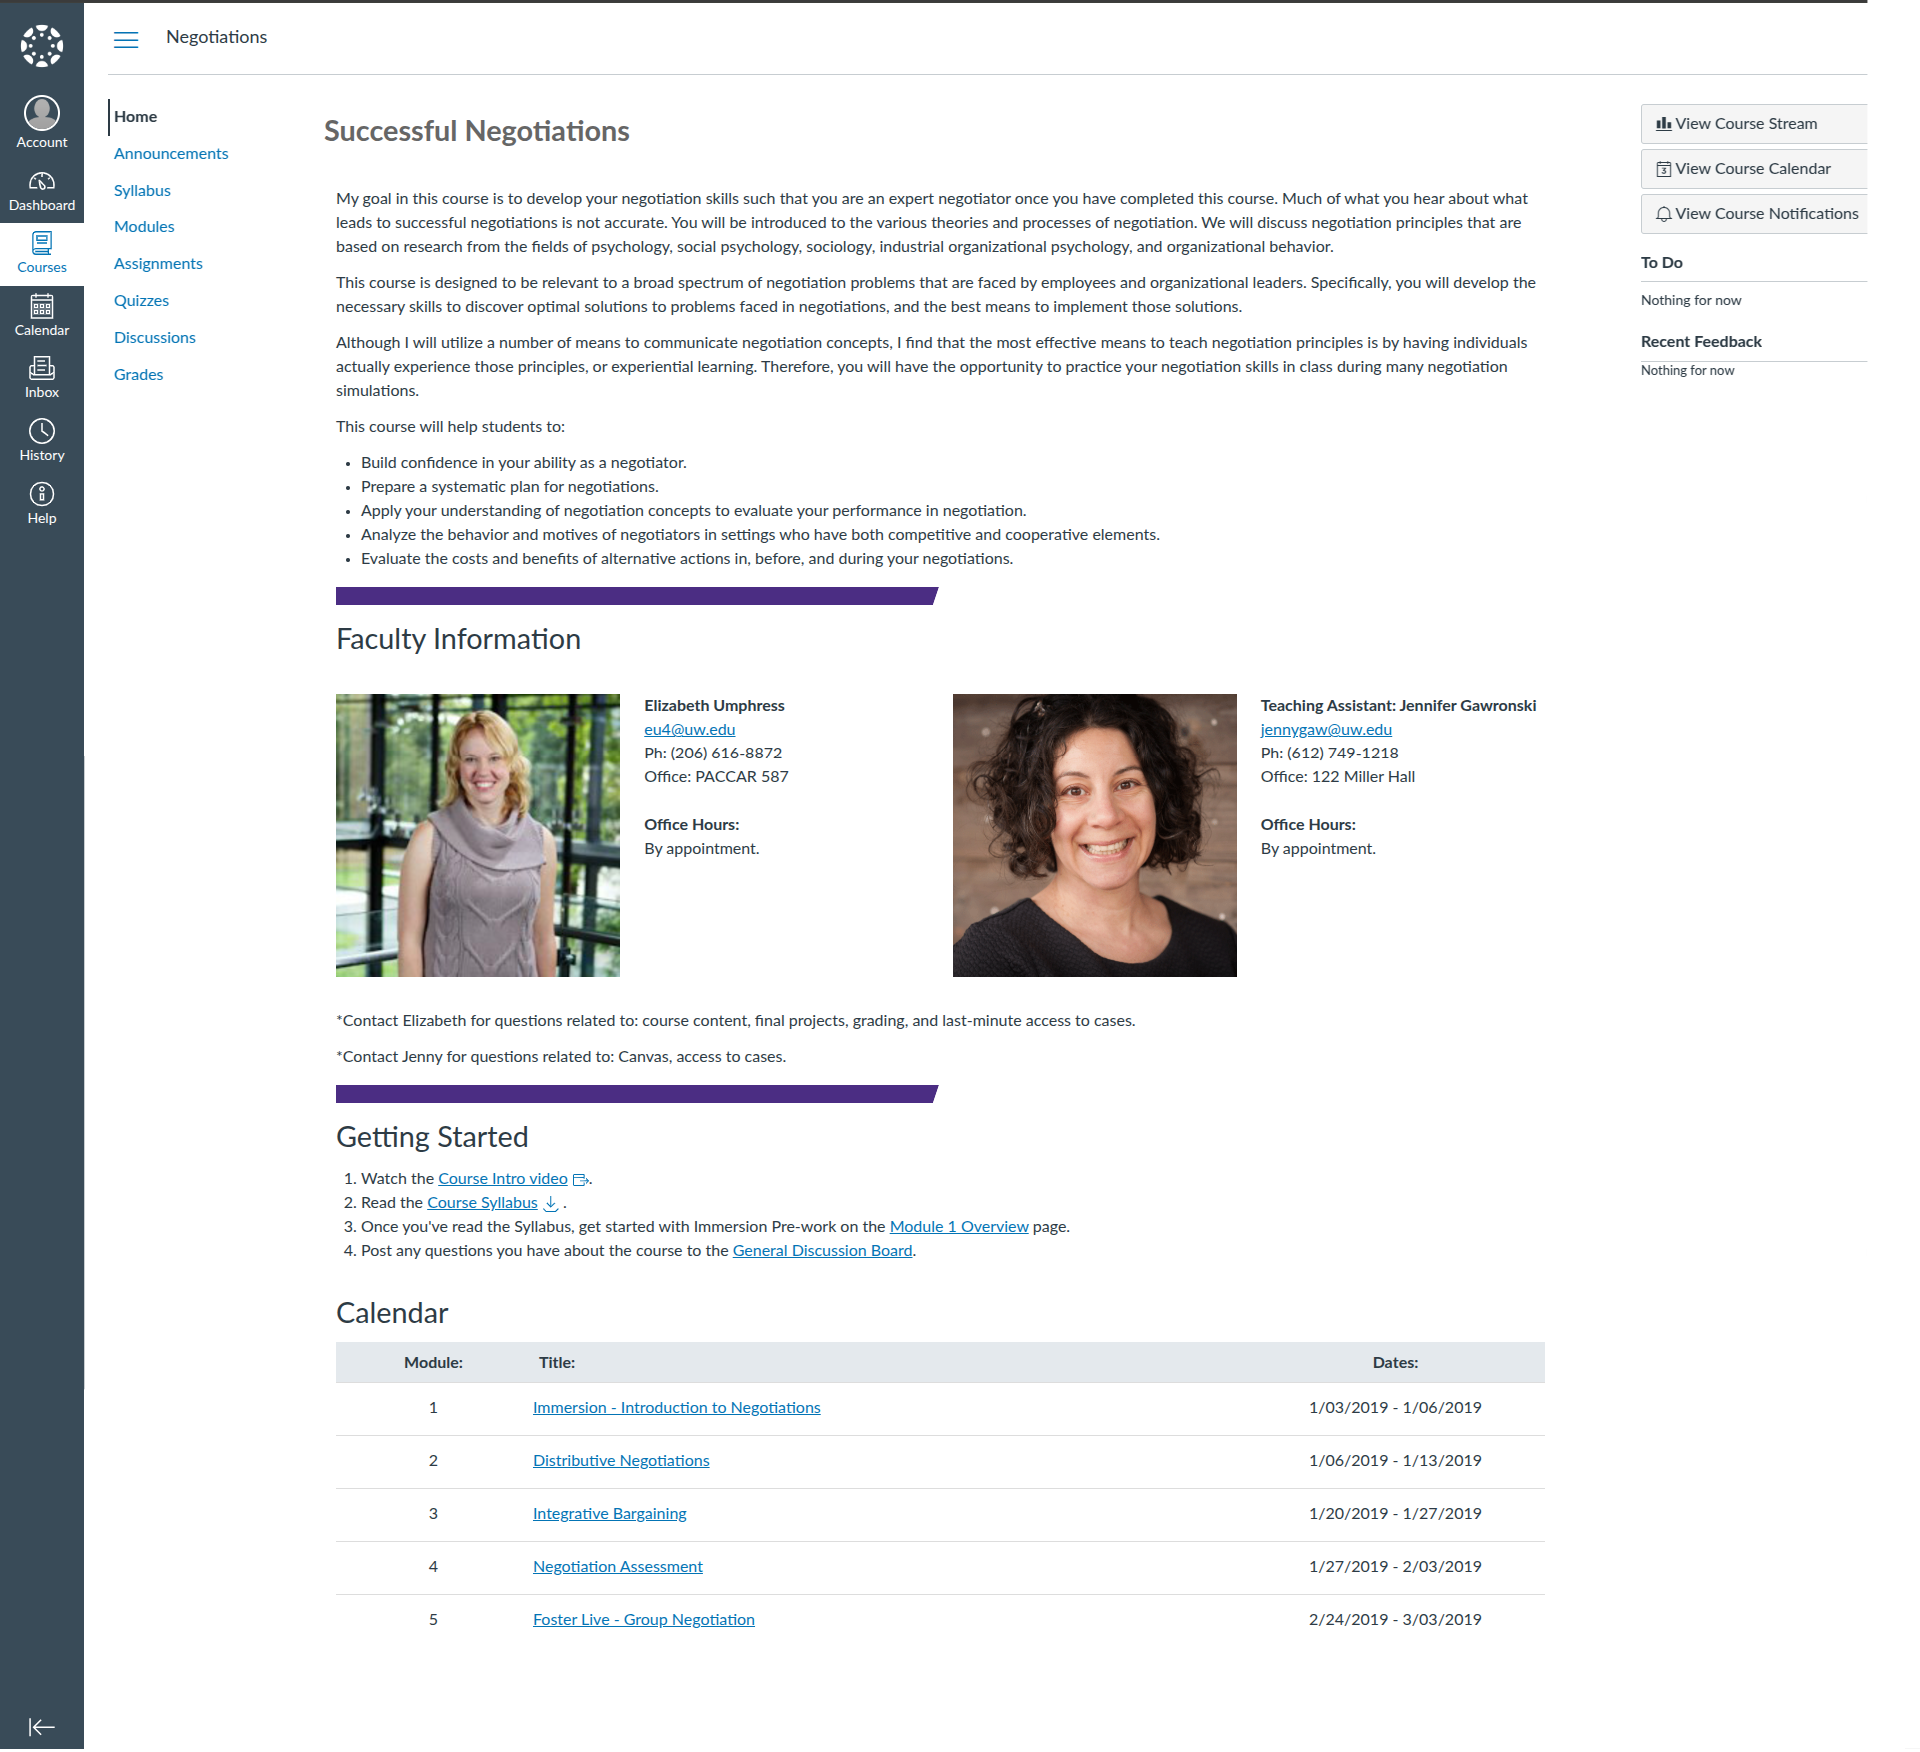 Negotiations
Account
Dashboard
Courses
Calendar
Inbox
History
Help
Home
Announcements
Syllabus
Modules
Assignments
Quizzes
Discussions
Grades
Successful Negotiations
My goal in this course is to develop your negotiation skills such that you are an expert negotiator once you have completed this course. Much of what you hear about what
leads to successful negotiations is not accurate. You will be introduced to the various theories and processes of negotiation. We will discuss negotiation principles that are
based on research from the fields of psychology, social psychology, sociology, industrial organizational psychology, and organizational behavior.
This course is designed to be relevant to a broad spectrum of negotiation problems that are faced by employees and organizational leaders. Specifically, you will develop the
necessary skills to discover optimal solutions to problems faced in negotiations, and the best means to implement those solutions.
Although I will utilize a number of means to communicate negotiation concepts, I find that the most effective means to teach negotiation principles is by having individuals
actually experience those principles, or experiential learning. Therefore, you will have the opportunity to practice your negotiation skills in class during many negotiation
simulations.
This course will help students to:
• Build confidence in your ability as a negotiator.
• Prepare a systematic plan for negotiations.
• Apply your understanding of negotiation concepts to evaluate your performance in negotiation.
• Analyze the behavior and motives of negotiators in settings who have both competitive and cooperative elements.
• Evaluate the costs and benefits of alternative actions in, before, and during your negotiations.
Faculty Information
Elizabeth Umphress
eu4@uw.edu
Ph: (206) 616-8872
Office: PACCAR 587
Office Hours:
By appointment.
Teaching Assistant: Jennifer Gawronski
jennygaw@uw.edu
Ph: (612) 749-1218
Office: 122 Miller Hall
Office Hours:
By appointment.
*Contact Elizabeth for questions related to: course content, final projects, grading, and last-minute access to cases.
*Contact Jenny for questions related to: Canvas, access to cases.
Getting Started
1. Watch the Course Intro video .
2. Read the Course Syllabus .
3. Once you've read the Syllabus, get started with Immersion Pre-work on the Module 1 Overview page.
4. Post any questions you have about the course to the General Discussion Board.
Calendar
Module: Title: Dates:
1 Immersion - Introduction to Negotiations 1/03/2019 - 1/06/2019
2 Distributive Negotiations 1/06/2019 - 1/13/2019
3 Integrative Bargaining 1/20/2019 - 1/27/2019
4 Negotiation Assessment 1/27/2019 - 2/03/2019
5 Foster Live - Group Negotiation 2/24/2019 - 3/03/2019
View Course Stream
3 View Course Calendar
View Course Notifications
To Do
Nothing for now
Recent Feedback
Nothing for now